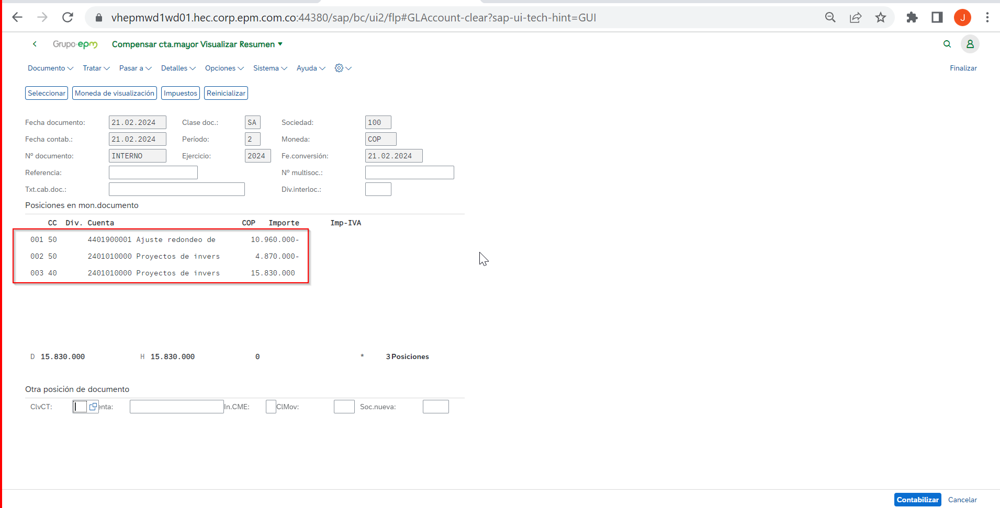 vhepmwd1wd01.hec.corp.epm.com.co:44380/sap/bc/ui2/flp#GLAccount-clear?sap-ui-tech-hint=GUI
J
Grupo·epm Compensar cta.mayor Visualizar Resumen
Documento Tratar Pasar a Detalles Opciones Sistema Ayuda Finalizar
Seleccionar Moneda de visualización Impuestos Reinicializar
Fecha documento: 21.02.2024 Clase doc.: SA Sociedad: 100
Fecha contab.: 21.02.2024 Período: 2 Moneda: COP
Nº documento: INTERNO Ejercicio: 2024 Fe.conversión: 21.02.2024
Referencia: Nº multisoc.:
Txt.cab.doc.: Div.interloc.:
Posiciones en mon.documento
CC Div. Cuenta COP Importe Imp-IVA
001 50 4401900001 Ajuste redondeo de 10.960.000-
002 50 2401010000 Proyectos de invers 4.870.000-
003 40 2401010000 Proyectos de invers 15.830.000
D 15.830.000 H 15.830.000 0 * 3 Posiciones
Otra posición de documento
ClvCT: enta: In.CME: ClMov: Soc.nueva:
Contabilizar Cancelar